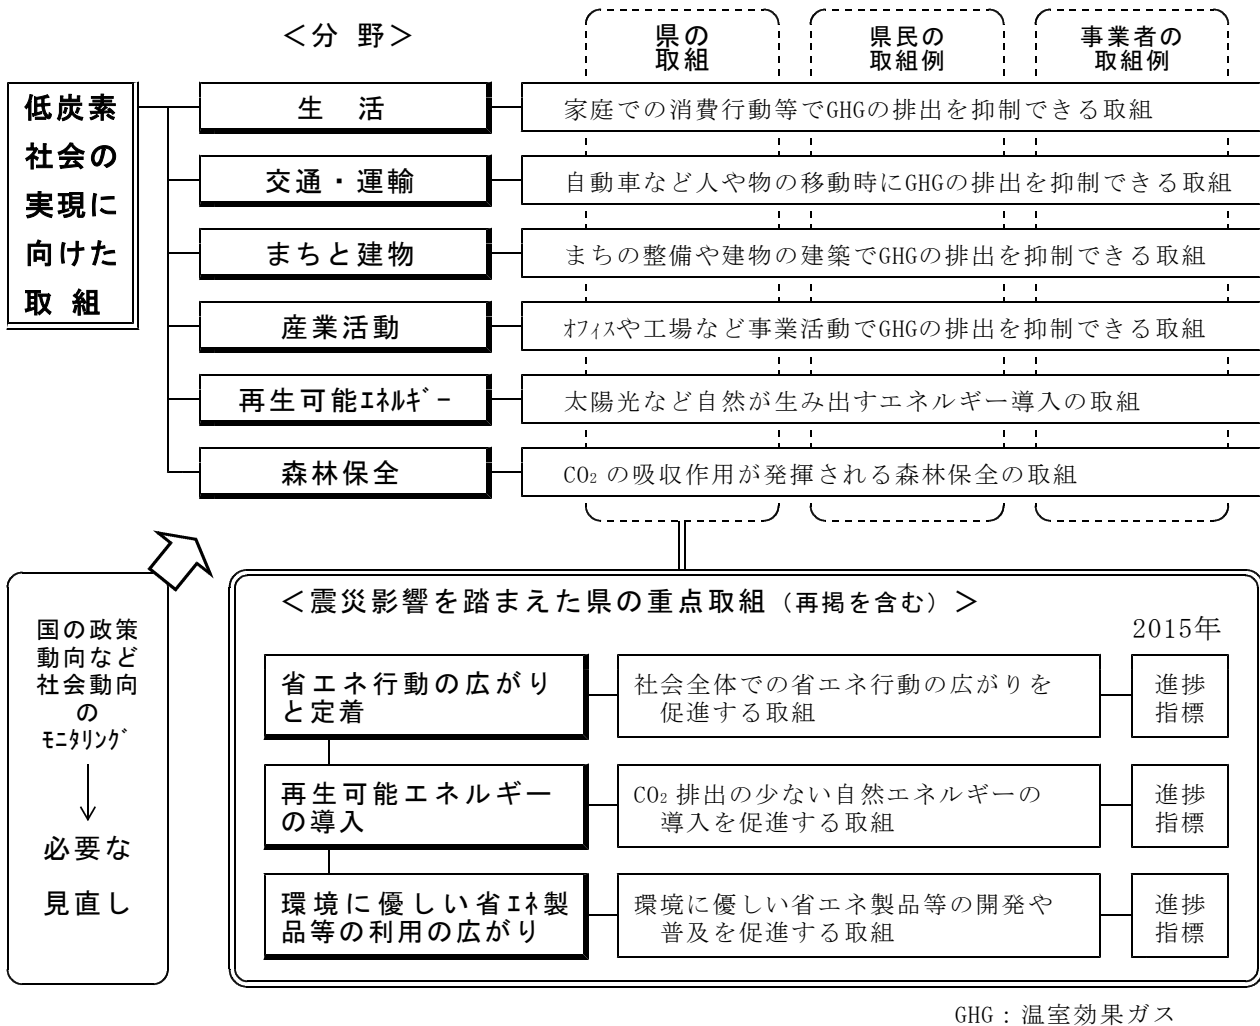 ＜分 野＞
県の
取組
県民の
取組例
事業者の
取組例
低炭素
社会の
実現に
向けた
取 組
生 活
家庭での消費行動等でGHGの排出を抑制できる取組
交通・運輸
自動車など人や物の移動時にGHGの排出を抑制できる取組
まちと建物
まちの整備や建物の建築でGHGの排出を抑制できる取組
産業活動
ｵﾌｨｽや工場など事業活動でGHGの排出を抑制できる取組
再生可能ｴﾈﾙｷﾞｰ
太陽光など自然が生み出すエネルギー導入の取組
森林保全
CO₂の吸収作用が発揮される森林保全の取組
国の政策
動向など
社会動向
の
ﾓﾆﾀﾘﾝｸﾞ
必要な
見直し
＜震災影響を踏まえた県の重点取組（再掲を含む）＞
2015年
省エネ行動の広がり
と定着
社会全体での省エネ行動の広がりを
促進する取組
進捗
指標
再生可能エネルギー
の導入
CO₂排出の少ない自然エネルギーの
導入を促進する取組
進捗
指標
環境に優しい省ｴﾈ製
品等の利用の広がり
環境に優しい省エネ製品等の開発や
普及を促進する取組
進捗
指標
GHG：温室効果ガス